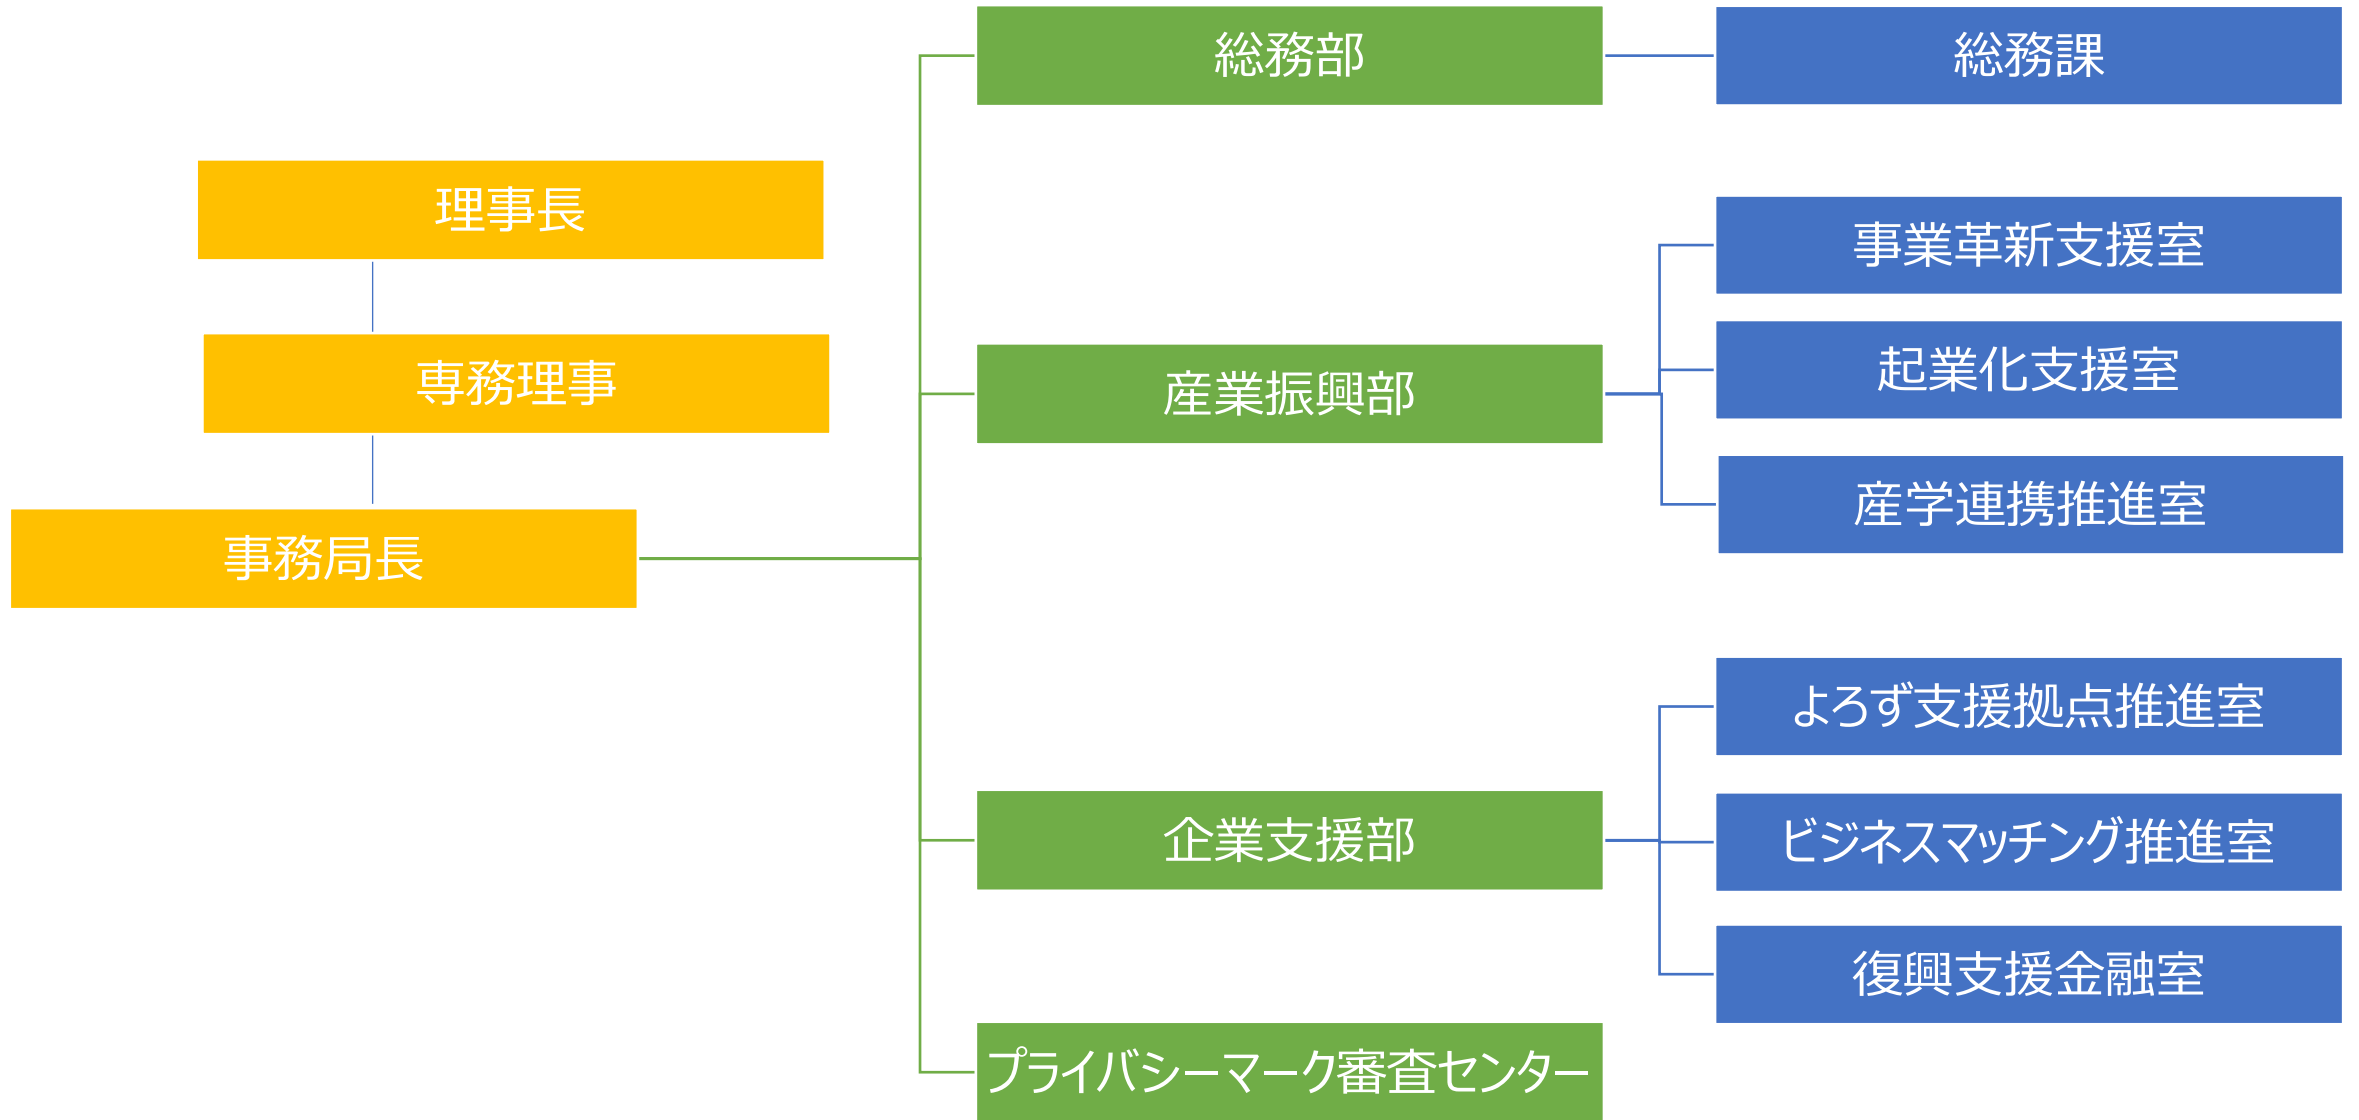 理事長
専務理事
事務局長
総務部
総務課
産業振興部
事業革新支援室
起業化支援室
産学連携推進室
企業支援部
よろず支援拠点推進室
ビジネスマッチング推進室
復興支援金融室
プライバシーマーク審査センター